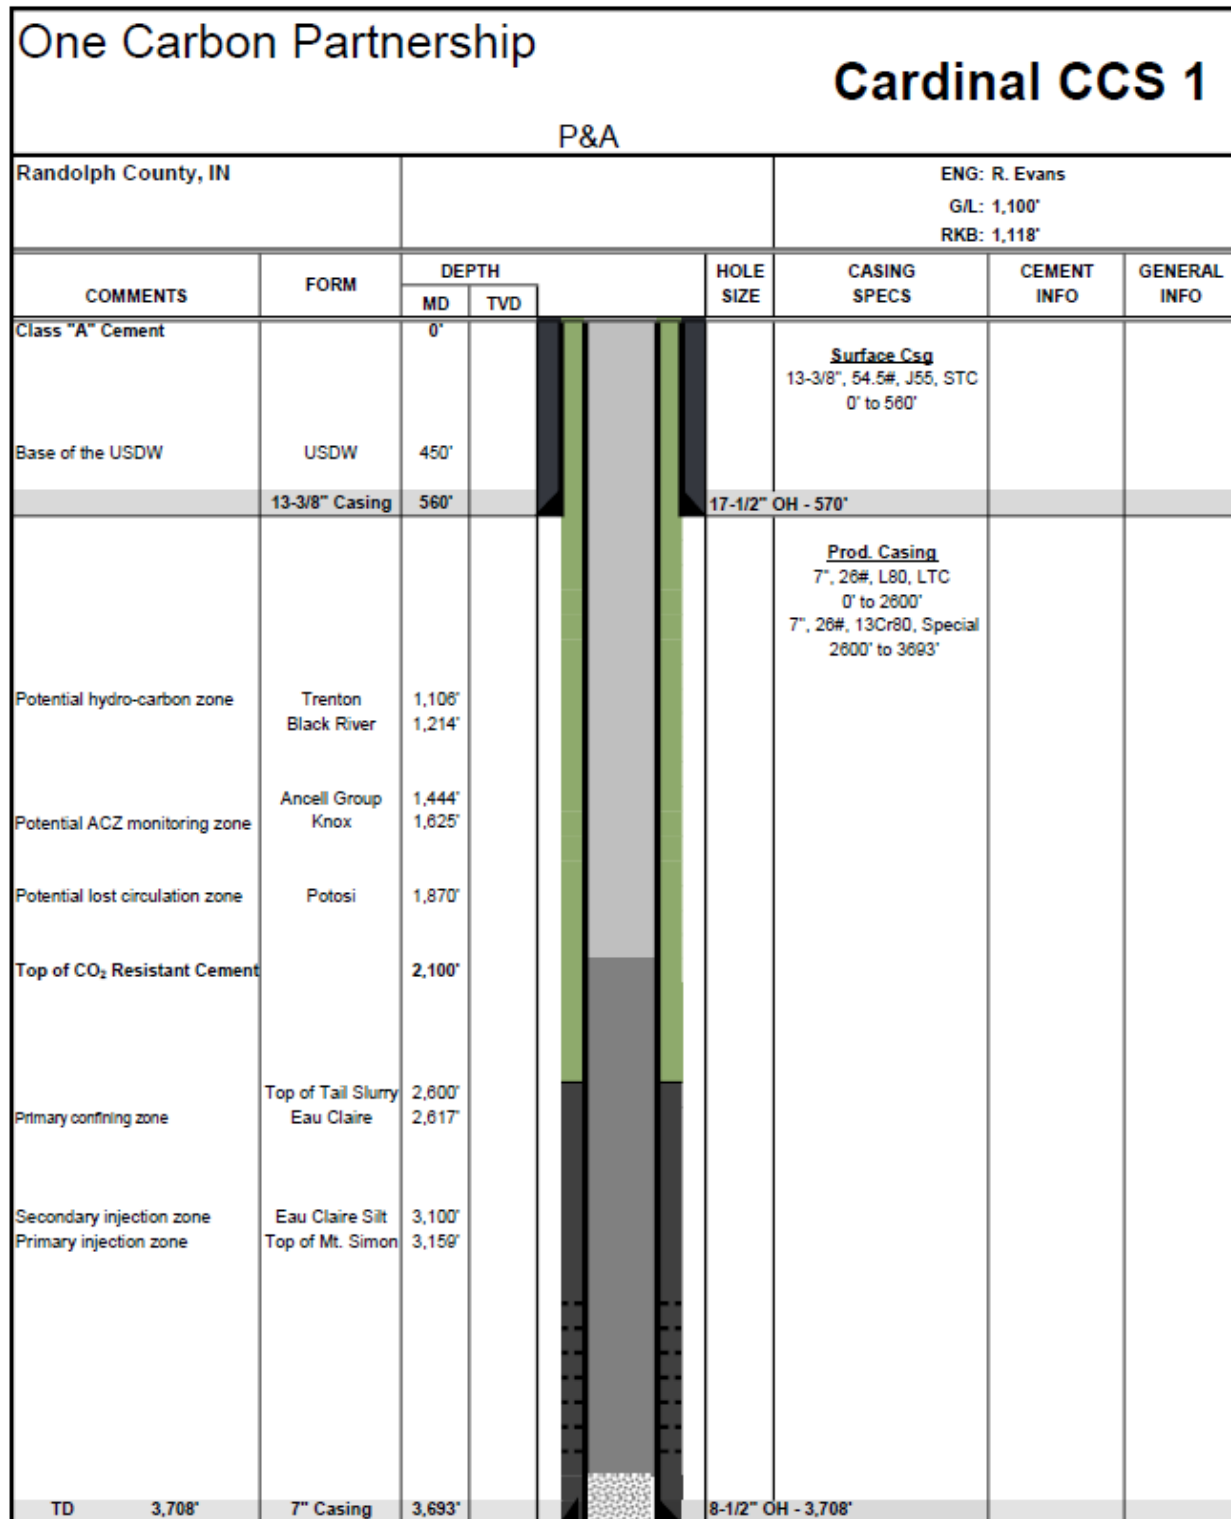 One Carbon Partnership
Cardinal CCS 1
P&A
Randolph County, IN
ENG: R. Evans
G/L: 1,100'
RKB: 1,118'
COMMENTS
FORM
DEPTH
MD
TVD
HOLE
SIZE
CASING
SPECS
CEMENT
INFO
GENERAL
INFO
Class "A" Cement 0'
Surface Csg
13-3/8", 54.5#, J55, STC
0' to 560'
Base of the USDW USDW 450'
13-3/8" Casing 560' 17-1/2" OH - 570'
Prod. Casing
7", 26#, L80, LTC
0' to 2600'
7", 26#, 13Cr80, Special
2600' to 3693'
Potential hydro-carbon zone Trenton 1,106'
Black River 1,214'
Ancell Group 1,444'
Potential ACZ monitoring zone Knox 1,625'
Potential lost circulation zone Potosi 1,870'
Top of CO₂ Resistant Cement 2,100'
Top of Tail Slurry 2,600'
Primary confining zone Eau Claire 2,617'
Secondary injection zone Eau Claire Silt 3,100'
Primary injection zone Top of Mt. Simon 3,159'
TD 3,708' 7" Casing 3,693' 8-1/2" OH - 3,708'